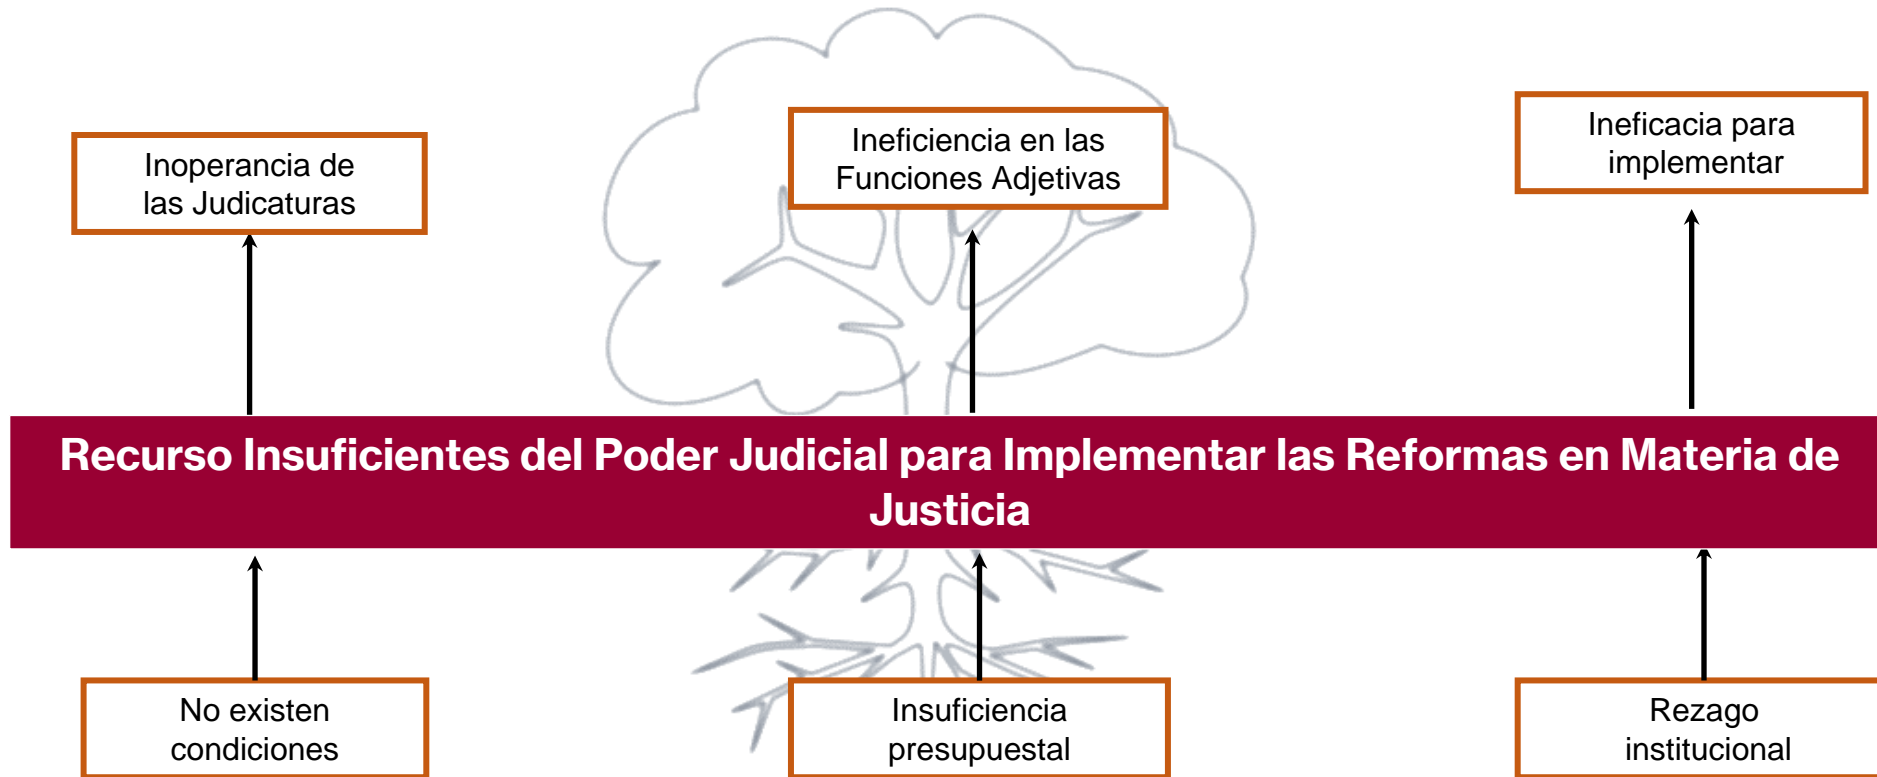 Inoperancia de
las Judicaturas
Ineficiencia en las
Funciones Adjetivas
Ineficacia para
implementar
Recurso Insuficientes del Poder Judicial para Implementar las Reformas en Materia de
Justicia
No existen
condiciones
Insuficiencia
presupuestal
Rezago
institucional